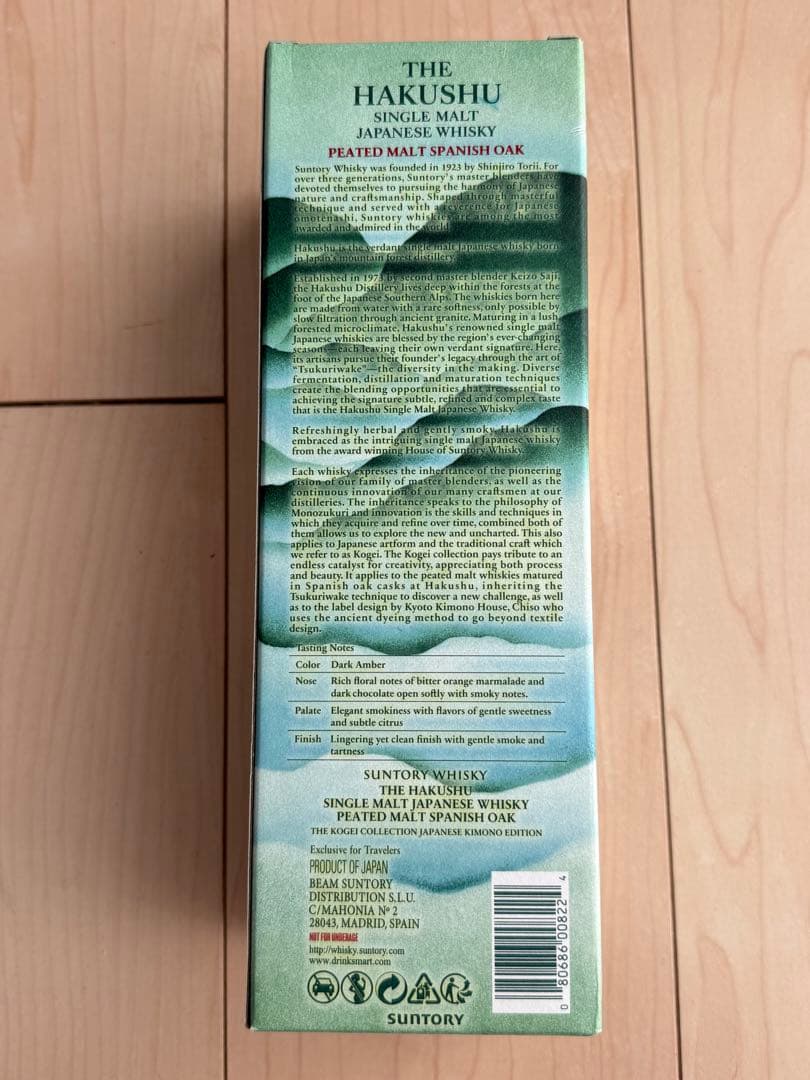 THE
HAKUSHU
SINGLE MALT
JAPANESE WHISKY
PEATED MALT SPANISH OAK
Suntory Whisky was founded in 1923 by Shinjiro Torii. For
over three generations, Suntory's master blenders have
devoted themselves to pursuing the harmony of Japanese
nature and craftsmanship. Shaped through masterful
technique and served with a reverence for Japanese
omotenashi. Suntory whiskies are among the most
awarded and admired in the world.
Hakushu is the verdant single malt Japanese whisky born
in Japan's mountain forest distillery.
Established in 1973 by second master blender Keizo Saji,
the Hakushu Distillery lives deep within the forests at the
foot of the Japanese Southern Alps. The whiskies born here
are made from water with a rare softness, only possible by
slow filtration through ancient granite. Maturing in a lush
forested microclimate. Hakushu's renowned single malt
Japanese whiskies are blessed by the region's ever-changing
seasons—each leaving their own verdant signature. Here,
its artisans pursue their founder's legacy through the art of
"Tsukuriwake"—the diversity in the making. Diverse
fermentation, distillation and maturation techniques
create the blending opportunities that are essential to
achieving the signature subtle, refined and complex taste
that is the Hakushu Single Malt Japanese Whisky.
Refreshingly herbal and gently smoky, Hakushu is
embraced as the intriguing single malt Japanese whisky
from the award winning House of Suntory Whisky.
Each whisky expresses the inheritance of the pioneering
vision of our family of master blenders, as well as the
continuous innovation of our many craftsmen at our
distilleries. The inheritance speaks to the philosophy of
Monozukuri and innovation is the skills and techniques in
which they acquire and refine over time, combined both of
them allows us to explore the new and uncharted. This also
applies to Japanese artform and the traditional craft which
we refer to as Kogei. The Kogei collection pays tribute to an
endless catalyst for creativity, appreciating both process
and beauty. It applies to the peated malt whiskies matured
in Spanish oak casks at Hakushu, inheriting the
Tsukuriwake technique to discover a new challenge, as well
as to the label design by Kyoto Kimono House, Chiso who
uses the ancient dyeing method to go beyond textile
design.
Tasting Notes
Color Dark Amber
Nose Rich floral notes of bitter orange marmalade and
dark chocolate open softly with smoky notes.
Palate Elegant smokiness with flavors of gentle sweetness
and subtle citrus
Finish Lingering yet clean finish with gentle smoke and
tartness
SUNTORY WHISKY
THE HAKUSHU
SINGLE MALT JAPANESE WHISKY
PEATED MALT SPANISH OAK
THE KOGEI COLLECTION JAPANESE KIMONO EDITION
Exclusive for Travelers
PRODUCT OF JAPAN
BEAM SUNTORY
DISTRIBUTION S.L.U.
C/MAHONIA Nº 2
28043, MADRID, SPAIN
NOT FOR UNDERAGE
http://whisky.suntory.com
www.drinksmart.com
0 80686 00822 4
SUNTORY